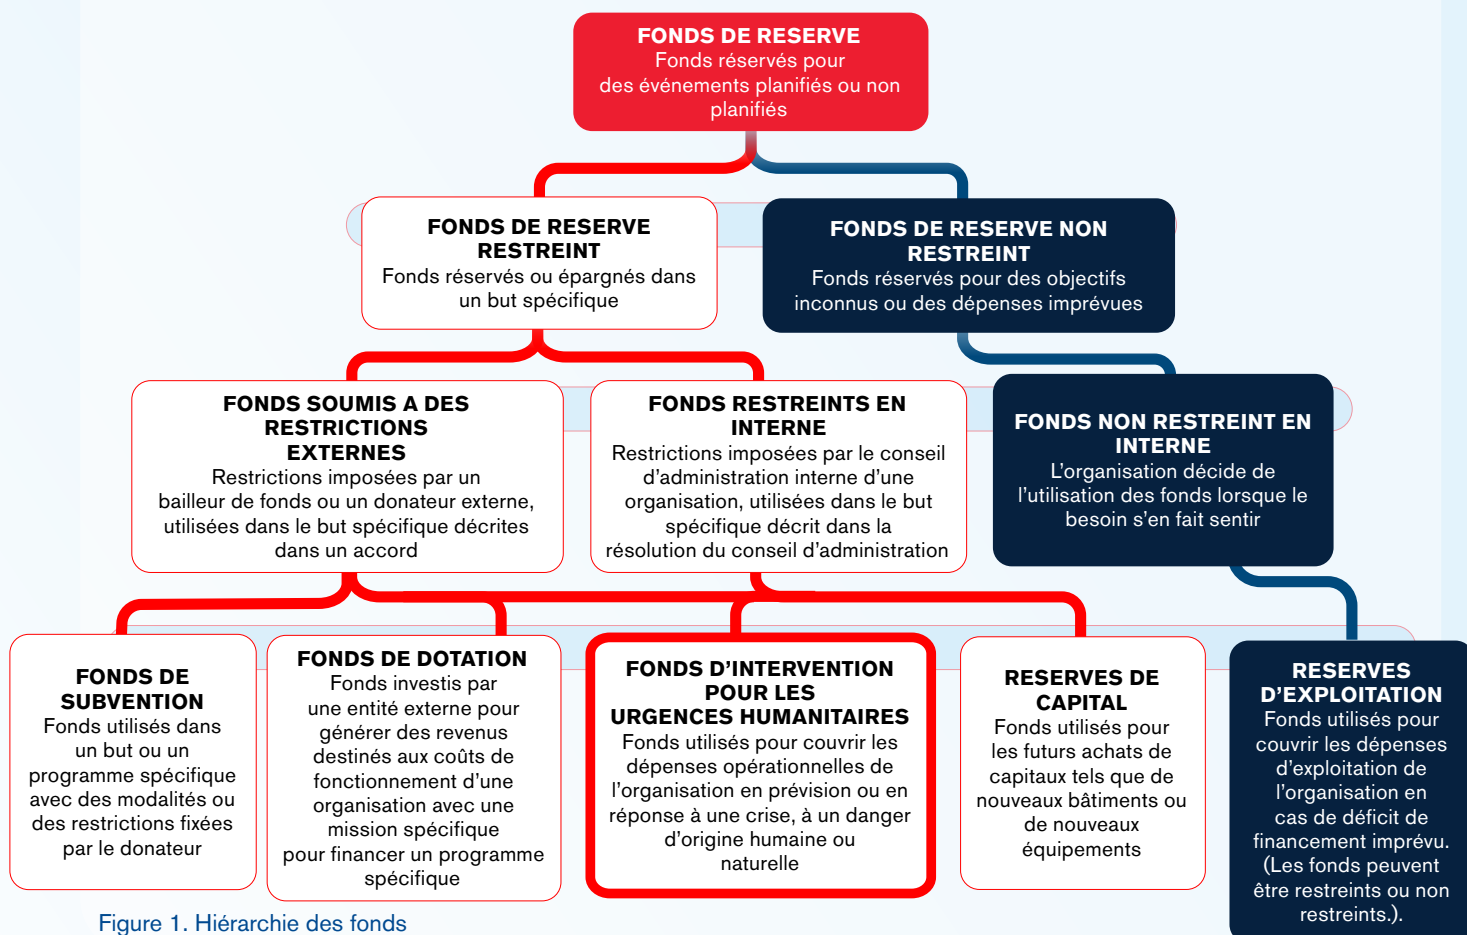 FONDS DE RESERVE
Fonds réservés pour
des événements planifiés ou non
planifiés
FONDS DE RESERVE
RESTREINT
Fonds réservés ou épargnés dans
un but spécifique
FONDS DE RESERVE NON
RESTREINT
Fonds réservés pour des objectifs
inconnus ou des dépenses imprévues
FONDS SOUMIS A DES
RESTRICTIONS
EXTERNES
Restrictions imposées par un
bailleur de fonds ou un donateur externe,
utilisées dans le but spécifique décrites
dans un accord
FONDS RESTREINTS EN
INTERNE
Restrictions imposées par le conseil
d’administration interne d’une
organisation, utilisées dans le but
spécifique décrit dans la
résolution du conseil d’administration
FONDS NON RESTREINT EN
INTERNE
L’organisation décide de
l’utilisation des fonds lorsque le
besoin s’en fait sentir
FONDS DE
SUBVENTION
Fonds utilisés dans
un but ou un
programme spécifique
avec des modalités ou
des restrictions fixées
par le donateur
FONDS DE DOTATION
Fonds investis par
une entité externe pour
générer des revenus
destinés aux coûts de
fonctionnement d’une
organisation avec une
mission spécifique
pour financer un programme
spécifique
FONDS D’INTERVENTION
POUR LES
URGENCES HUMANITAIRES
Fonds utilisés pour couvrir les
dépenses opérationnelles de
l’organisation en prévision ou en
réponse à une crise, à un danger
d’origine humaine ou
naturelle
RESERVES DE
CAPITAL
Fonds utilisés pour
les futurs achats de
capitaux tels que de
nouveaux bâtiments ou
de nouveaux
équipements
RESERVES
D’EXPLOITATION
Fonds utilisés pour
couvrir les dépenses
d’exploitation de
l’organisation en
cas de déficit de
financement imprévu.
(Les fonds peuvent
être restreints ou non
restreints.).
Figure 1. Hiérarchie des fonds